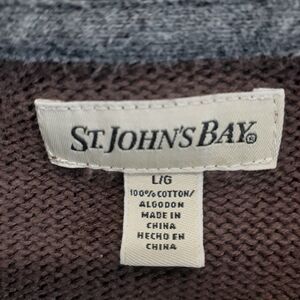 ST. JOHN'S BAY®
L/G
100% COTTON/
ALGODON
MADE IN
CHINA
HECHO EN
CHINA